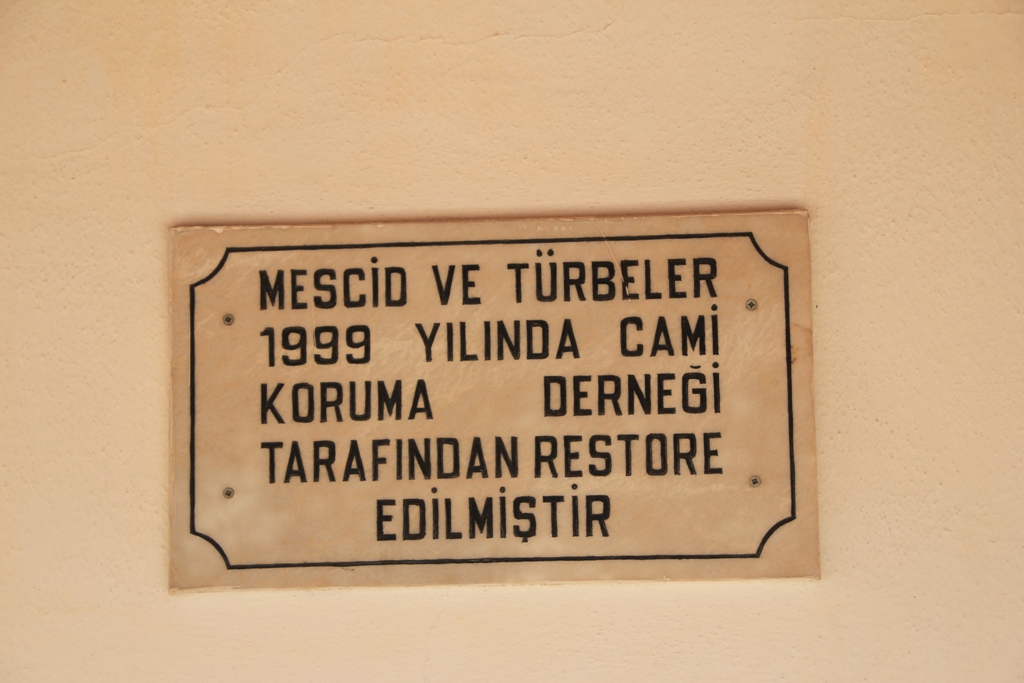 MESCİD VE TÜRBELER
1999 YILINDA CAMİ
KORUMA DERNEĞİ
TARAFINDAN RESTORE
EDİLMİŞTİR